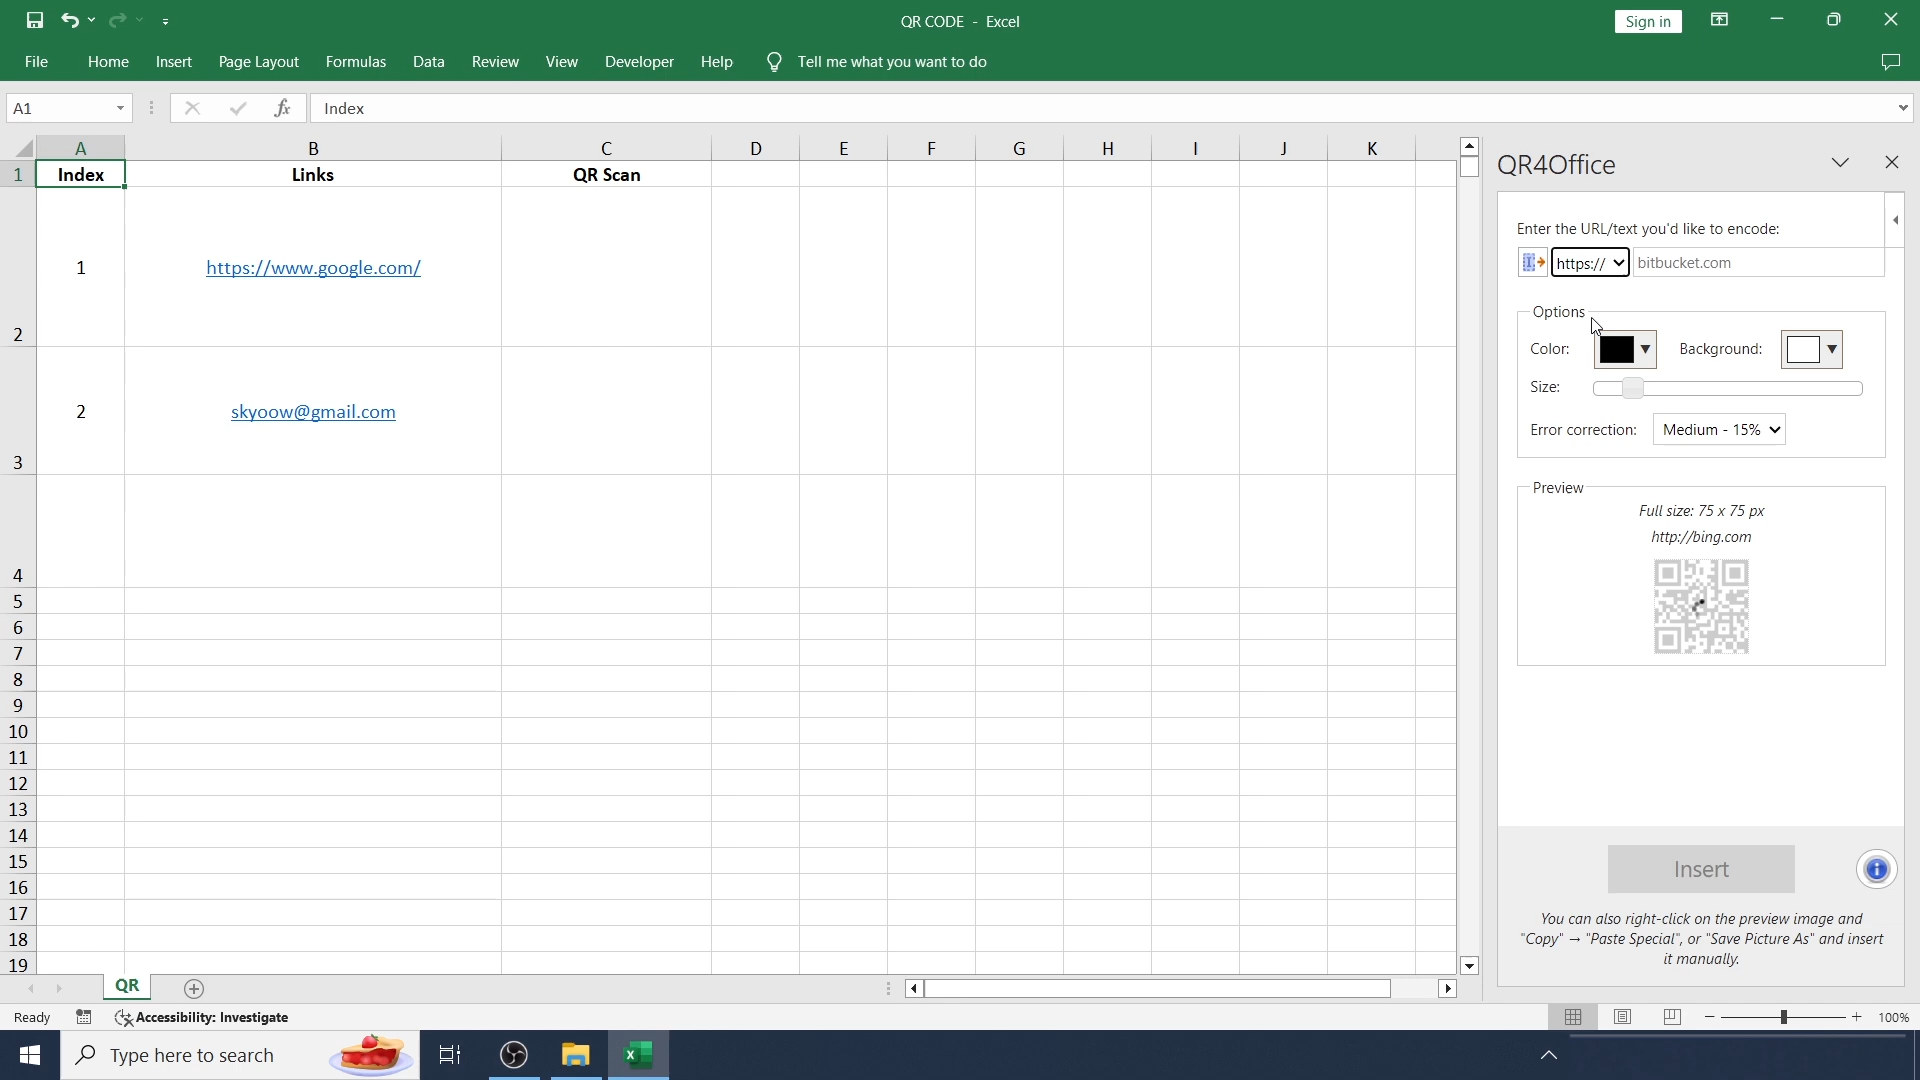 QR CODE - Excel
Sign in
File Home Insert Page Layout Formulas Data Review View Developer Help Tell me what you want to do
A1 fx Index
A B C D E F G H I J K
1 Index Links QR Scan
2 1 https://www.google.com/
3 2 skyoow@gmail.com
4
5
6
7
8
9
10
11
12
13
14
15
16
17
18
19
QR4Office
Enter the URL/text you'd like to encode:
https:// bitbucket.com
Options
Color: Background:
Size:
Error correction: Medium - 15%
Preview
Full size: 75 x 75 px
http://bing.com
Insert
You can also right-click on the preview image and
"Copy" → "Paste Special", or "Save Picture As" and insert
it manually.
QR
Ready Accessibility: Investigate 100%
Type here to search